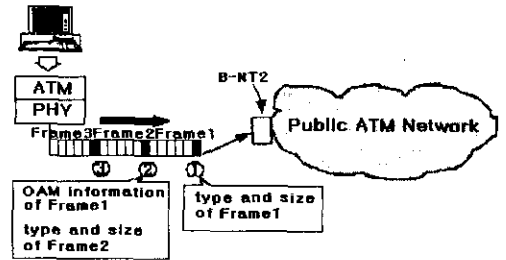 ATM
PHY
B-NT2
Public ATM Network
Frame3Frame2Frame1
③ ② ①
OAM information
of Frame1
type and size
of Frame2
type and size
of Frame1